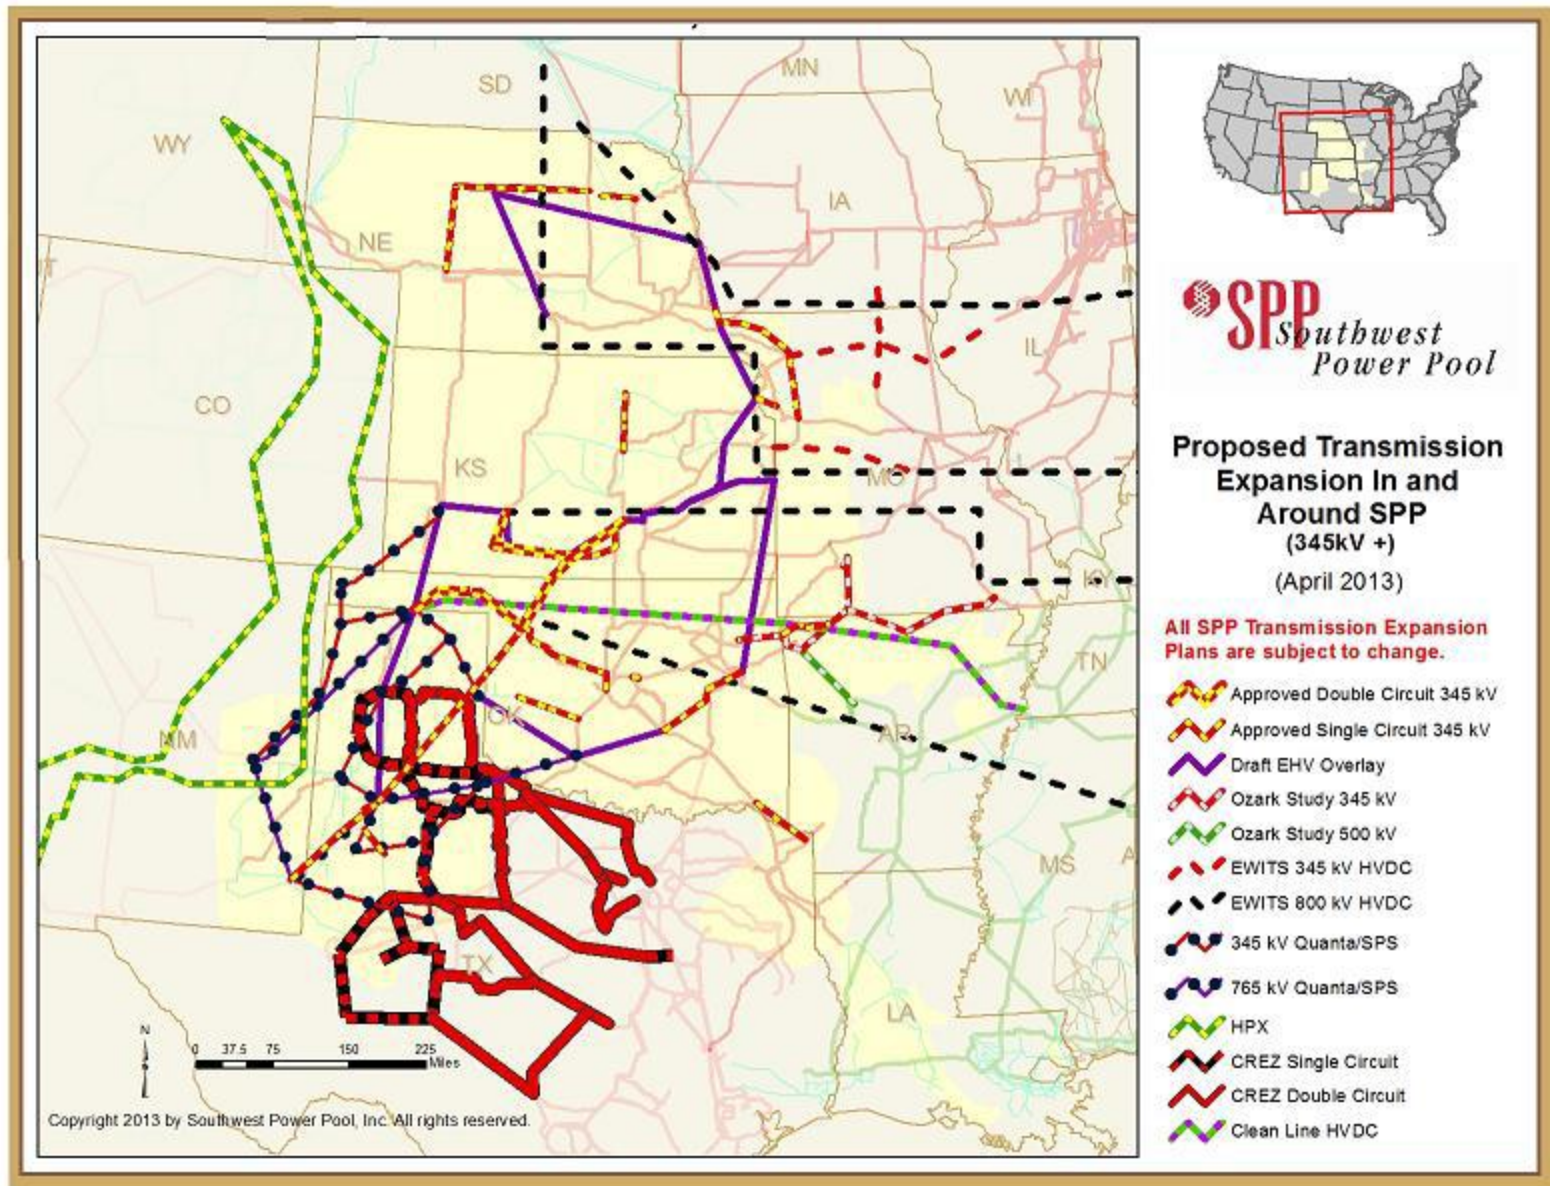 SD
MN
WI
WY
IA
NE
IL
CO
KS
MO
KY
TN
OK
NM
AR
MS
A
TX
LA
N
0 37.5 75 150 225
Miles
Copyright 2013 by Southwest Power Pool, Inc. All rights reserved.
SPP
Southwest
Power Pool
Proposed Transmission
Expansion In and
Around SPP
(345kV +)
(April 2013)
All SPP Transmission Expansion
Plans are subject to change.
Approved Double Circuit 345 kV
Approved Single Circuit 345 kV
Draft EHV Overlay
Ozark Study 345 kV
Ozark Study 500 kV
EWITS 345 kV HVDC
EWITS 800 kV HVDC
345 kV Quanta/SPS
765 kV Quanta/SPS
HPX
CREZ Single Circuit
CREZ Double Circuit
Clean Line HVDC